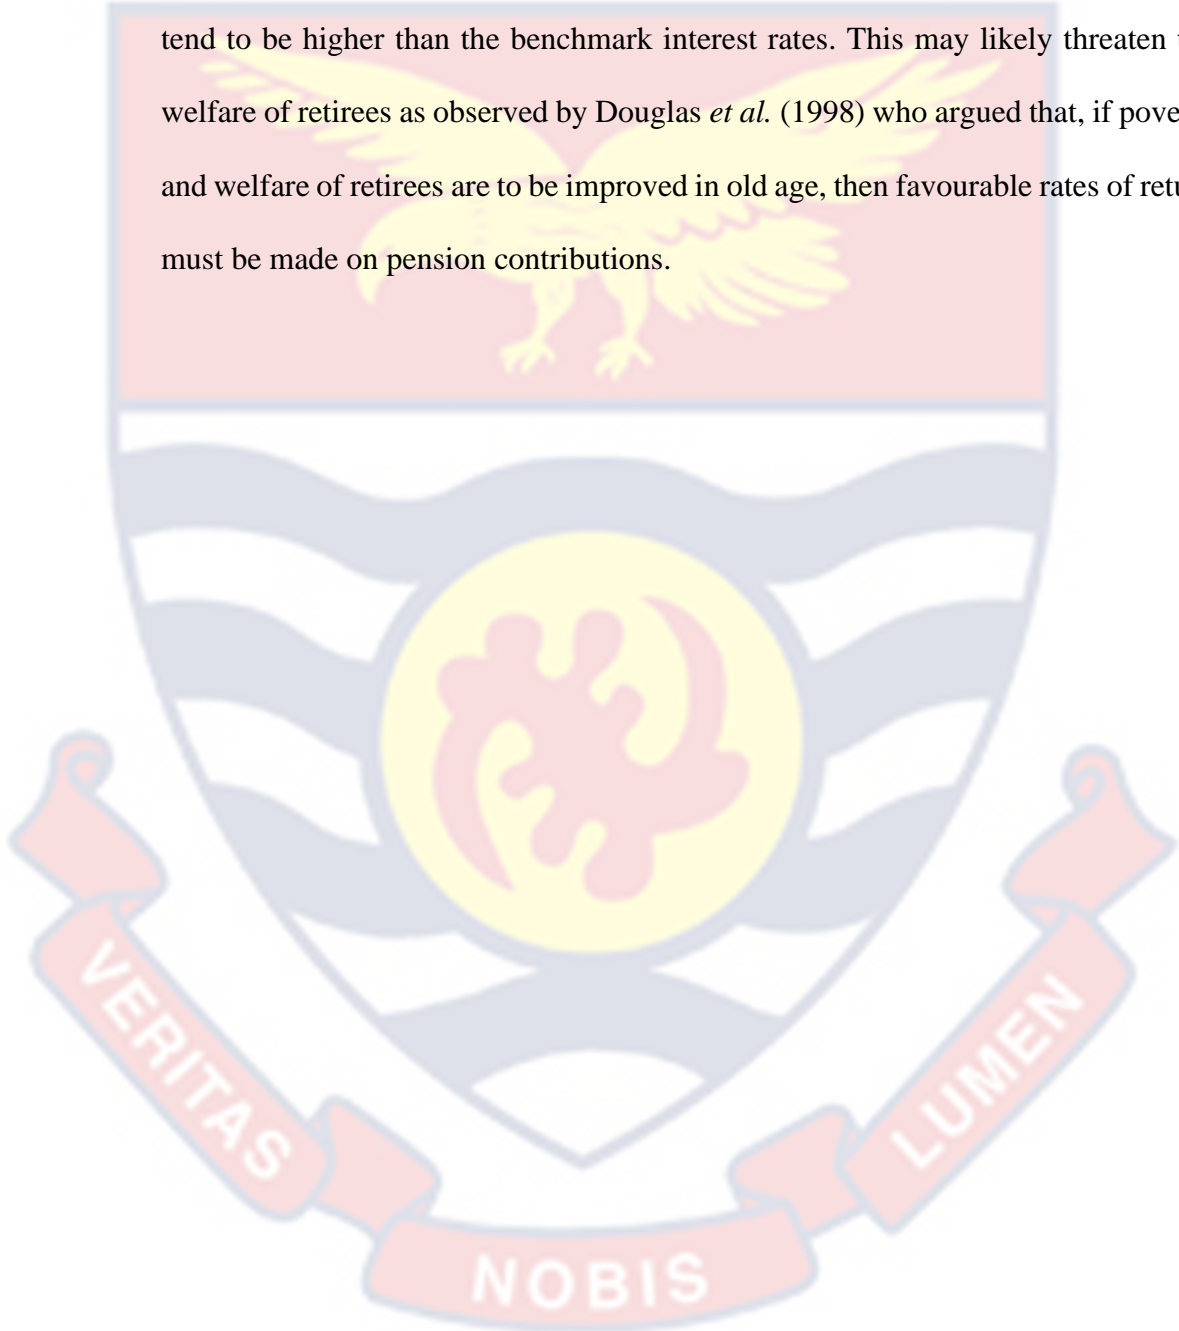 tend to be higher than the benchmark interest rates. This may likely threaten
welfare of retirees as observed by Douglas et al. (1998) who argued that, if
and welfare of retirees are to be improved in old age, then favourable rates of
must be made on pension contributions.
VERITAS
NOBIS
LUMEN